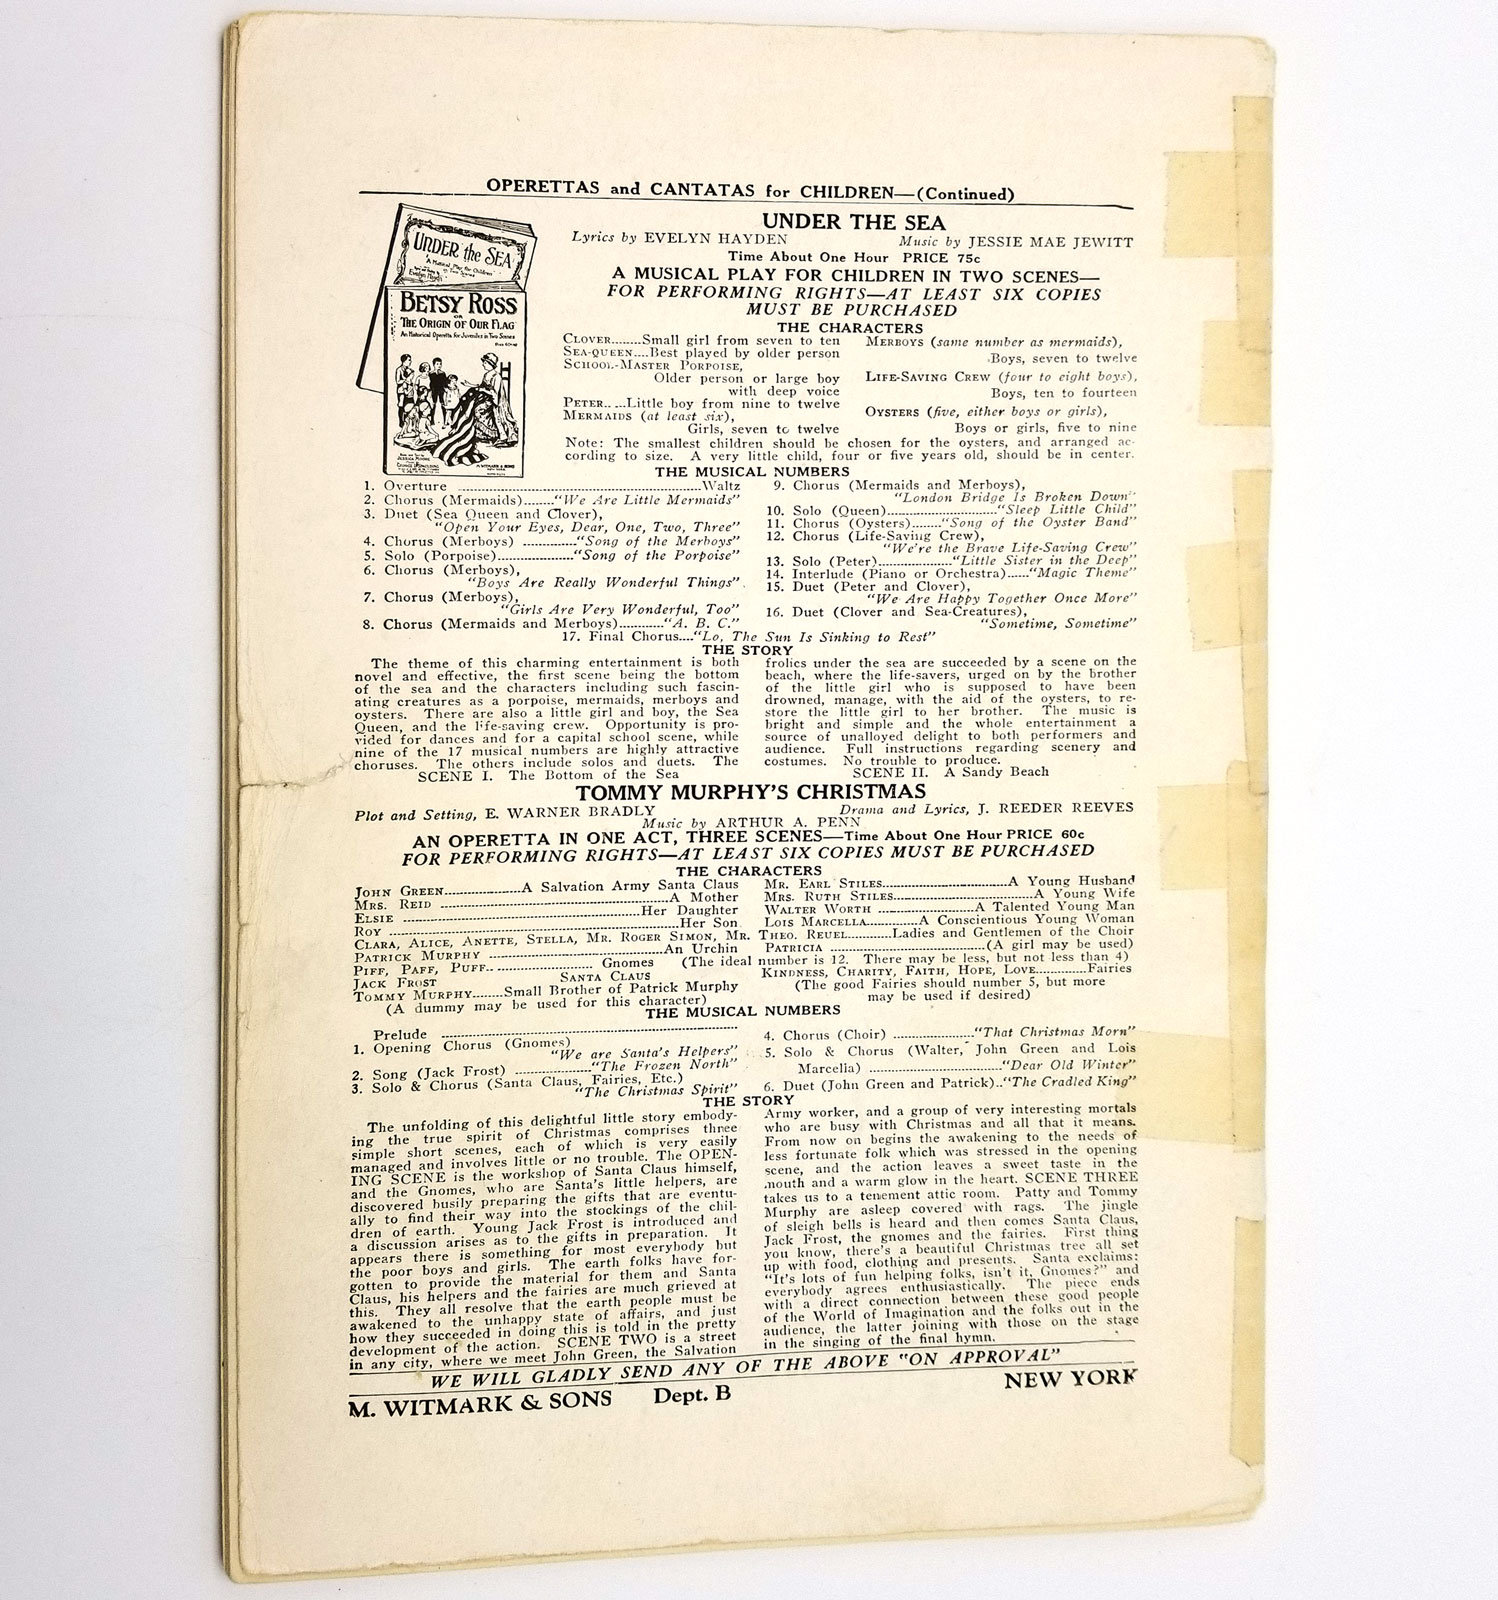 OPERETTAS and CANTATAS for CHILDREN—(Continued)
UNDER the SEA
A Musical Play for Children
BETSY ROSS
OR
THE ORIGIN OF OUR FLAG
An Historical Operetta for Juveniles in Two Scenes
M. WITMARK & SONS
UNDER THE SEA
Lyrics by EVELYN HAYDEN Music by JESSIE MAE JEWITT
Time About One Hour PRICE 75c
A MUSICAL PLAY FOR CHILDREN IN TWO SCENES—
FOR PERFORMING RIGHTS—AT LEAST SIX COPIES
MUST BE PURCHASED
THE CHARACTERS
CLOVER........Small girl from seven to ten
SEA-QUEEN....Best played by older person
SCHOOL-MASTER PORPOISE,
Older person or large boy
with deep voice
PETER.. ....Little boy from nine to twelve
MERMAIDS (at least six),
Girls, seven to twelve
MERBOYS (same number as mermaids),
Boys, seven to twelve
LIFE-SAVING CREW (four to eight boys),
Boys, ten to fourteen
OYSTERS (five, either boys or girls),
Boys or girls, five to nine
Note: The smallest children should be chosen for the oysters, and arranged ac-
cording to size. A very little child, four or five years old, should be in center.
THE MUSICAL NUMBERS
1. Overture ........................Waltz
2. Chorus (Mermaids)........"We Are Little Mermaids"
3. Duet (Sea Queen and Clover),
"Open Your Eyes, Dear, One, Two, Three"
4. Chorus (Merboys) .............."Song of the Merboys"
5. Solo (Porpoise)...................."Song of the Porpoise"
6. Chorus (Merboys),
"Boys Are Really Wonderful Things"
7. Chorus (Merboys),
"Girls Are Very Wonderful, Too"
8. Chorus (Mermaids and Merboys)............"A. B. C."
9. Chorus (Mermaids and Merboys),
"London Bridge Is Broken Down"
10. Solo (Queen)............................."Sleep Little Child"
11. Chorus (Oysters)........"Song of the Oyster Band"
12. Chorus (Life-Saving Crew),
"We're the Brave Life-Saving Crew"
13. Solo (Peter)...................."Little Sister in the Deep"
14. Interlude (Piano or Orchestra)......"Magic Theme"
15. Duet (Peter and Clover),
"We Are Happy Together Once More"
16. Duet (Clover and Sea-Creatures),
"Sometime, Sometime"
17. Final Chorus...."Lo, The Sun Is Sinking to Rest"
THE STORY
The theme of this charming entertainment is both
novel and effective, the first scene being the bottom
of the sea and the characters including such fascin-
ating creatures as a porpoise, mermaids, merboys and
oysters. There are also a little girl and boy, the Sea
Queen, and the life-saving crew. Opportunity is pro-
vided for dances and for a capital school scene, while
nine of the 17 musical numbers are highly attractive
choruses. The others include solos and duets. The
SCENE I. The Bottom of the Sea
frolics under the sea are succeeded by a scene on the
beach, where the life-savers, urged on by the brother
of the little girl who is supposed to have been
drowned, manage, with the aid of the oysters, to re-
store the little girl to her brother. The music is
bright and simple and the whole entertainment a
source of unalloyed delight to both performers and
audience. Full instructions regarding scenery and
costumes. No trouble to produce.
SCENE II. A Sandy Beach
TOMMY MURPHY'S CHRISTMAS
Plot and Setting, E. WARNER BRADLY Drama and Lyrics, J. REEDER REEVES
Music by ARTHUR A. PENN
AN OPERETTA IN ONE ACT, THREE SCENES—Time About One Hour PRICE 60c
FOR PERFORMING RIGHTS—AT LEAST SIX COPIES MUST BE PURCHASED
THE CHARACTERS
JOHN GREEN....................A Salvation Army Santa Claus Mr. EARL STILES................................A Young Husband
MRS. REID ....................A Mother MRS. RUTH STILES....................A Young Wife
ELSIE ....................Her Daughter WALTER WORTH ....................A Talented Young Man
ROY ....................Her Son LOIS MARCELLA..............A Conscientious Young Woman
CLARA, ALICE, ANETTE, STELLA, MR. ROGER SIMON, MR. THEO. REUEL...........Ladies and Gentlemen of the Choir
PATRICK MURPHY ....................An Urchin PATRICIA ....................(A girl may be used)
PIFF, PAFF, PUFF.. .................... Gnomes (The ideal number is 12. There may be less, but not less than 4)
JACK FROST SANTA CLAUS KINDNESS, CHARITY, FAITH, HOPE, LOVE.............Fairies
TOMMY MURPHY........Small Brother of Patrick Murphy (The good Fairies should number 5, but more
(A dummy may be used for this character) may be used if desired)
THE MUSICAL NUMBERS
Prelude ....................
1. Opening Chorus (Gnomes)
"We are Santa's Helpers"
2. Song (Jack Frost) ...................."The Frozen North"
3. Solo & Chorus (Santa Claus, Fairies, Etc.)
"The Christmas Spirit"
4. Chorus (Choir) ...................."That Christmas Morn"
5. Solo & Chorus (Walter, John Green and Lois
Marcelia) ...................."Dear Old Winter"
6. Duet (John Green and Patrick).."The Cradled King"
THE STORY
The unfolding of this delightful little story embody-
ing the true spirit of Christmas comprises three
simple short scenes, each of which is very easily
managed and involves little or no trouble. The OPEN-
ING SCENE is the workshop of Santa Claus himself,
and the Gnomes, who are Santa's little helpers, are
discovered busily preparing the gifts that are eventu-
ally to find their way into the stockings of the chil-
dren of earth. Young Jack Frost is introduced and
a discussion arises as to the gifts in preparation. It
appears there is something for most everybody but
the poor boys and girls. The earth folks have for-
gotten to provide the material for them and Santa
Claus, his helpers and the fairies are much grieved at
this. They all resolve that the earth people must be
awakened to the unhappy state of affairs, and just
how they succeeded in doing this is told in the pretty
development of the action. SCENE TWO is a street
in any city, where we meet John Green, the Salvation
Army worker, and a group of very interesting mortals
who are busy with Christmas and all that it means.
From now on begins the awakening to the needs of
less fortunate folk which was stressed in the opening
scene, and the action leaves a sweet taste in the
mouth and a warm glow in the heart. SCENE THREE
takes us to a tenement attic room. Patty and Tommy
Murphy are asleep covered with rags. The jingle
of sleigh bells is heard and then comes Santa Claus,
Jack Frost, the gnomes and the fairies. First thing
you know, there's a beautiful Christmas tree all set
up with food, clothing and presents. Santa exclaims:
"It's lots of fun helping folks, isn't it, Gnomes?" and
everybody agrees enthusiastically. The piece ends
with a direct connection between these good people
of the World of Imagination and the folks out in the
audience, the latter joining with those on the stage
in the singing of the final hymn.
WE WILL GLADLY SEND ANY OF THE ABOVE "ON APPROVAL"
M. WITMARK & SONS Dept. B NEW YORK